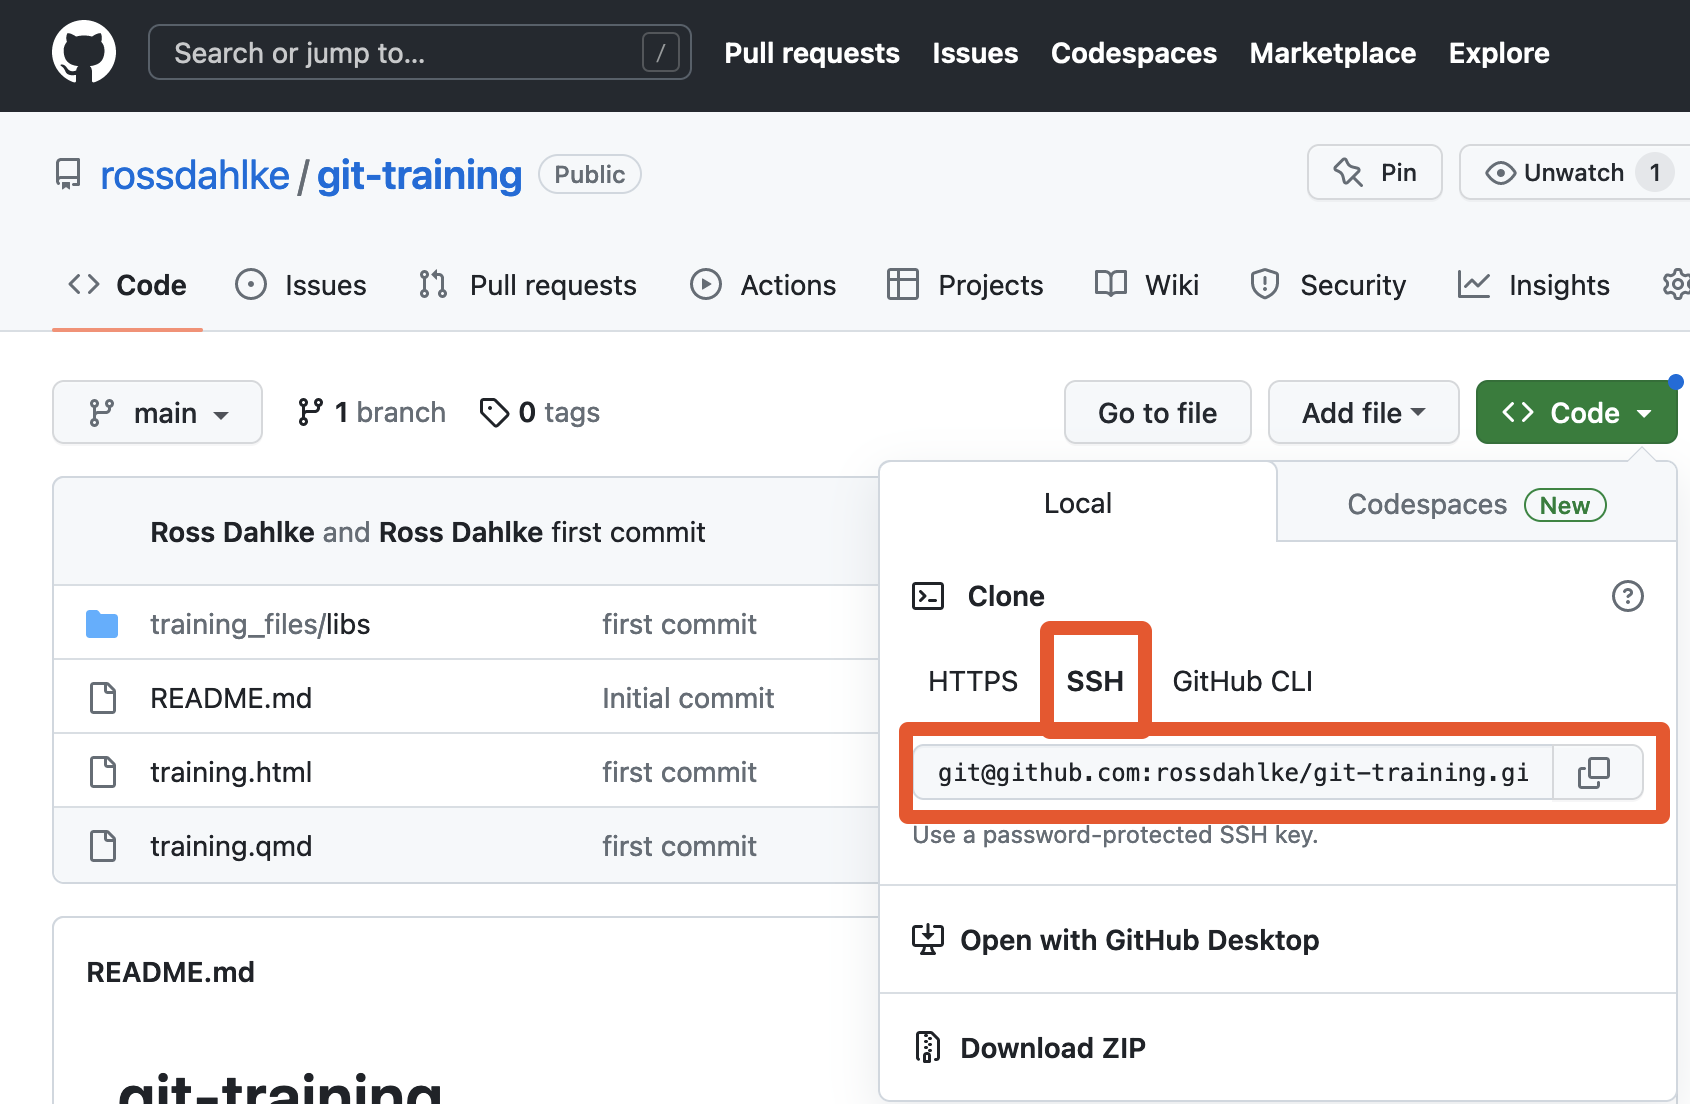 Search or jump to... /
Pull requests Issues Codespaces Marketplace Explore
rossdahlke / git-training Public
Pin Unwatch 1
Code Issues Pull requests Actions Projects Wiki Security Insights
main 1 branch 0 tags Go to file Add file Code
Ross Dahlke and Ross Dahlke first commit
training_files/libs first commit
README.md Initial commit
training.html first commit
training.qmd first commit
README.md
git-training
Local Codespaces New
Clone
HTTPS SSH GitHub CLI
git@github.com:rossdahlke/git-training.gi
Use a password-protected SSH key.
Open with GitHub Desktop
Download ZIP